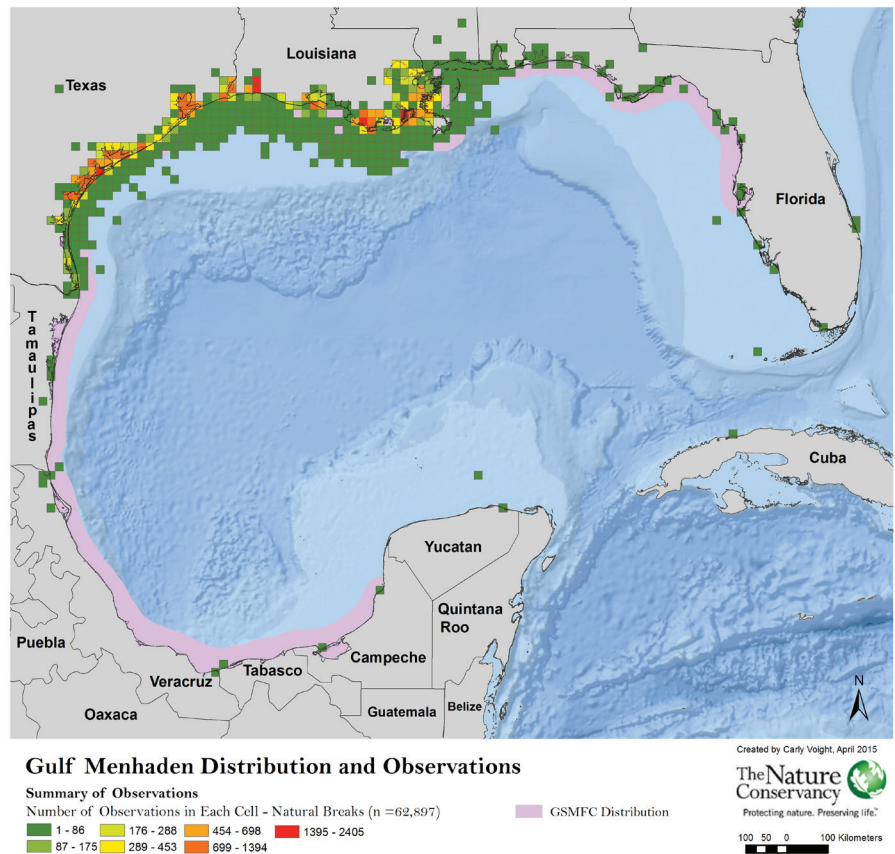 Louisiana
Texas
Florida
Tamaulipas
Cuba
Yucatan
Quintana
Roo
Puebla
Campeche
Veracruz
Tabasco
Oaxaca
Guatemala
Belize
N
Gulf Menhaden Distribution and Observations
Summary of Observations
Number of Observations in Each Cell - Natural Breaks (n =62,897)
1 - 86 176 - 288 454 - 698 1395 - 2405
87 - 175 289 - 453 699 - 1394
GSMFC Distribution
Created by Carly Voight, April 2015
The Nature
Conservancy
Protecting nature. Preserving life.™
100 50 0 100 Kilometers